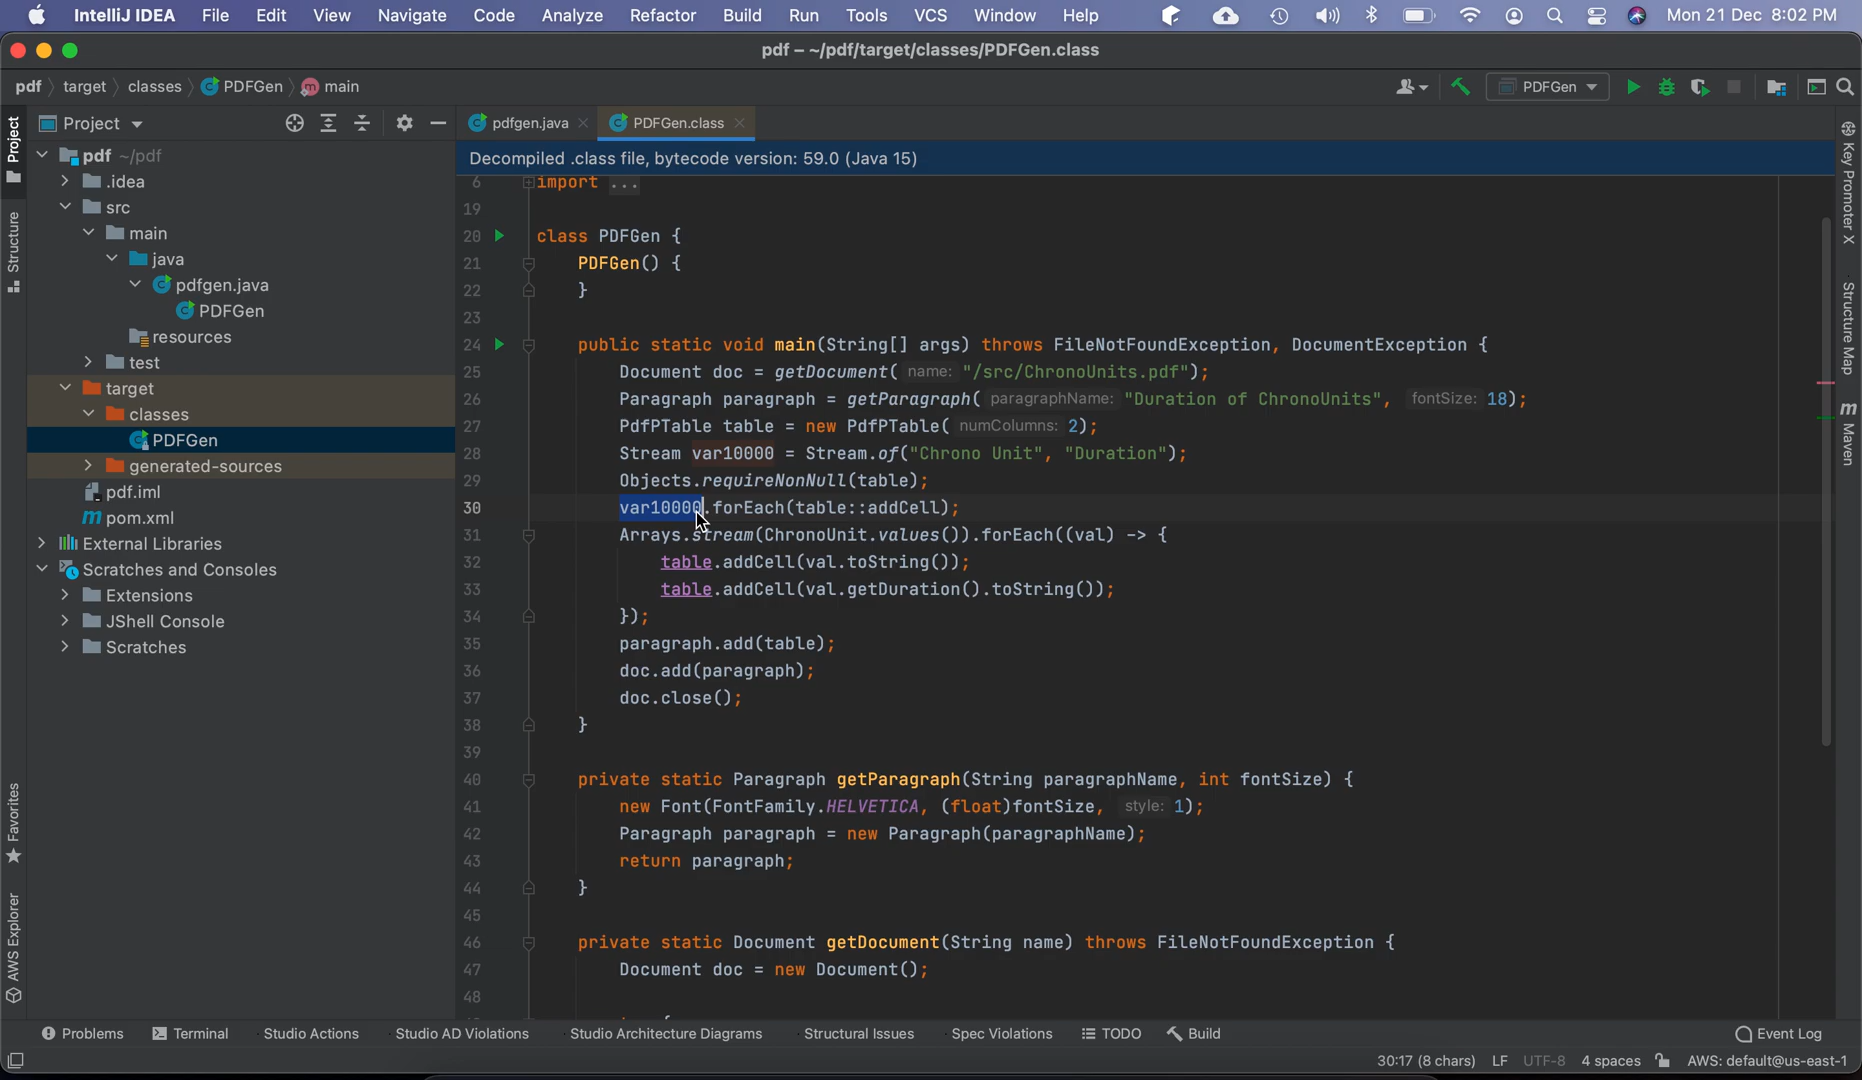 IntelliJ IDEA File Edit View Navigate Code Analyze Refactor Build Run Tools VCS Window Help Mon 21 Dec 8:02 PM
pdf – ~/pdf/target/classes/PDFGen.class
pdf target classes PDFGen main
PDFGen
Project
pdfgen.java PDFGen.class
Decompiled .class file, bytecode version: 59.0 (Java 15)
pdf ~/pdf
.idea
src
main
java
pdfgen.java
PDFGen
resources
test
target
classes
PDFGen
generated-sources
pdf.iml
pom.xml
External Libraries
Scratches and Consoles
Extensions
JShell Console
Scratches
Project
Structure
Favorites
AWS Explorer
6 import ...
19
20 class PDFGen {
21 PDFGen() {
22 }
23
24 public static void main(String[] args) throws FileNotFoundException, DocumentException {
25 Document doc = getDocument( name: "/src/ChronoUnits.pdf");
26 Paragraph paragraph = getParagraph( paragraphName: "Duration of ChronoUnits", fontSize: 18);
27 PdfPTable table = new PdfPTable( numColumns: 2);
28 Stream var10000 = Stream.of("Chrono Unit", "Duration");
29 Objects.requireNonNull(table);
30 var10000.forEach(table::addCell);
31 Arrays.stream(ChronoUnit.values()).forEach((val) -> {
32 table.addCell(val.toString());
33 table.addCell(val.getDuration().toString());
34 });
35 paragraph.add(table);
36 doc.add(paragraph);
37 doc.close();
38 }
39
40 private static Paragraph getParagraph(String paragraphName, int fontSize) {
41 new Font(FontFamily.HELVETICA, (float)fontSize, style: 1);
42 Paragraph paragraph = new Paragraph(paragraphName);
43 return paragraph;
44 }
45
46 private static Document getDocument(String name) throws FileNotFoundException {
47 Document doc = new Document();
48
Key Promoter X
Structure Map
m Maven
Problems Terminal Studio Actions Studio AD Violations Studio Architecture Diagrams Structural Issues Spec Violations TODO Build Event Log
30:17 (8 chars) LF UTF-8 4 spaces AWS: default@us-east-1